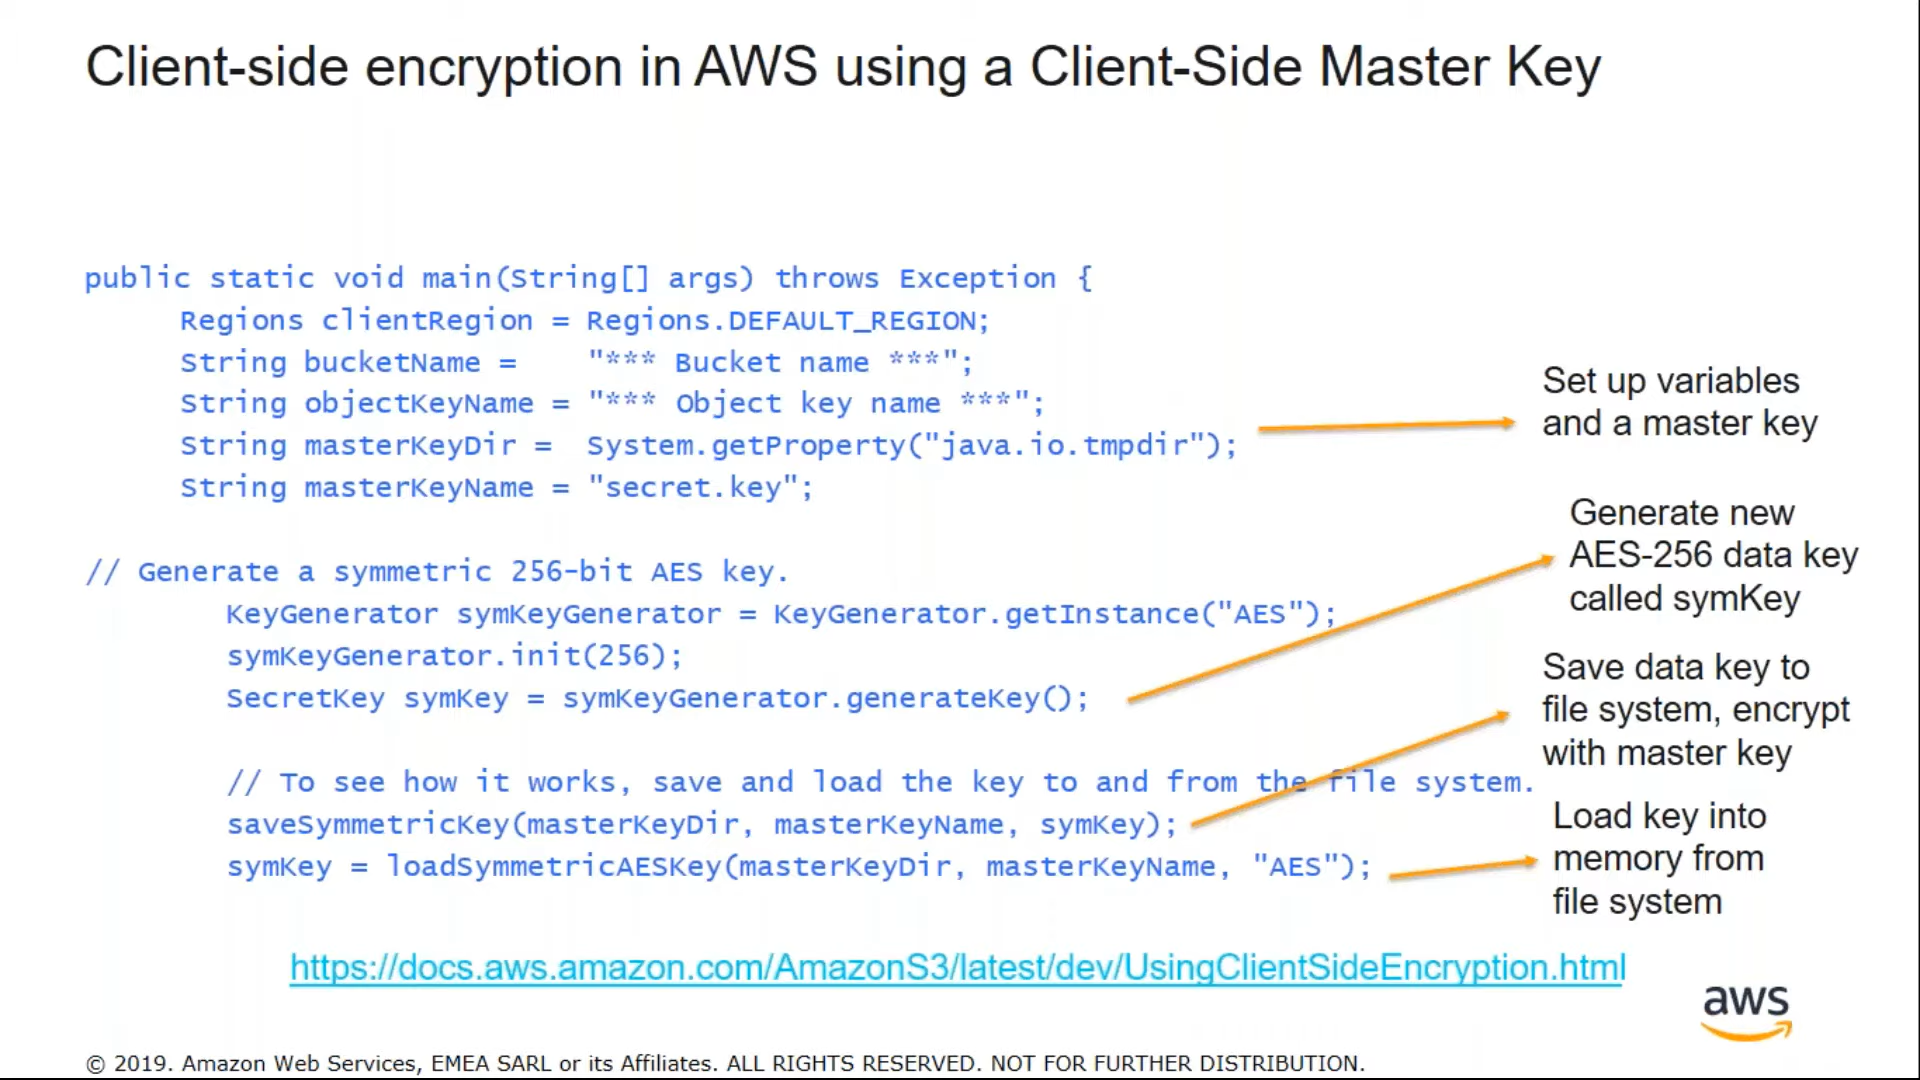 Client-side encryption in AWS using a Client-Side Master Key
public static void main(String[] args) throws Exception {
Regions clientRegion = Regions.DEFAULT_REGION;
String bucketName = "*** Bucket name ***";
String objectKeyName = "*** Object key name ***";
String masterKeyDir = System.getProperty("java.io.tmpdir");
String masterKeyName = "secret.key";
Set up variables
and a master key
// Generate a symmetric 256-bit AES key.
KeyGenerator symKeyGenerator = KeyGenerator.getInstance("AES");
symKeyGenerator.init(256);
SecretKey symKey = symKeyGenerator.generateKey();
Generate new
AES-256 data key
called symKey
// To see how it works, save and load the key to and from the file system.
saveSymmetricKey(masterKeyDir, masterKeyName, symKey);
symKey = loadSymmetricAESKey(masterKeyDir, masterKeyName, "AES");
Save data key to
file system, encrypt
with master key
Load key into
memory from
file system
https://docs.aws.amazon.com/AmazonS3/latest/dev/UsingClientSideEncryption.html
aws
© 2019. Amazon Web Services, EMEA SARL or its Affiliates. ALL RIGHTS RESERVED. NOT FOR FURTHER DISTRIBUTION.